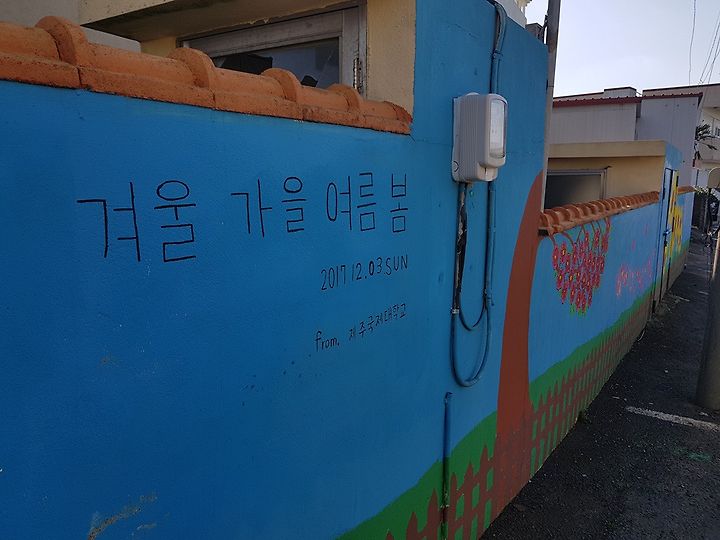 겨울 가을 여름 봄
2017.12.03 SUN
from. 제주국제대학교